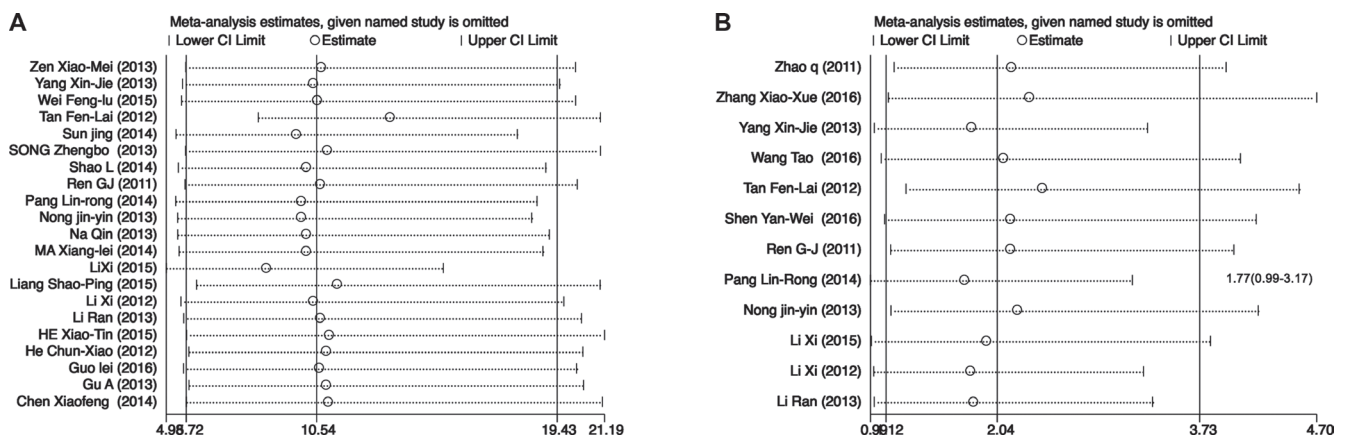 A
Meta-analysis estimates, given named study is omitted
| Lower CI Limit ○ Estimate | Upper CI Limit
Zen Xiao-Mei (2013)
Yang Xin-Jie (2013)
Wei Feng-lu (2015)
Tan Fen-Lai (2012)
Sun jing (2014)
SONG Zhengbo (2013)
Shao L (2014)
Ren GJ (2011)
Pang Lin-rong (2014)
Nong jin-yin (2013)
Na Qin (2013)
MA Xiang-lei (2014)
LiXi (2015)
Liang Shao-Ping (2015)
Li Xi (2012)
Li Ran (2013)
HE Xiao-Tin (2015)
He Chun-Xiao (2012)
Guo lei (2016)
Gu A (2013)
Chen Xiaofeng (2014)
10.54 19.43 21.19
B
Meta-analysis estimates, given named study is omitted
| Lower CI Limit ○ Estimate | Upper CI Limit
Zhao q (2011)
Zhang Xiao-Xue (2016)
Yang Xin-Jie (2013)
Wang Tao (2016)
Tan Fen-Lai (2012)
Shen Yan-Wei (2016)
Ren G-J (2011)
Pang Lin-Rong (2014) 1.77(0.99-3.17)
Nong jin-yin (2013)
Li Xi (2015)
Li Xi (2012)
Li Ran (2013)
2.04 3.73 4.70